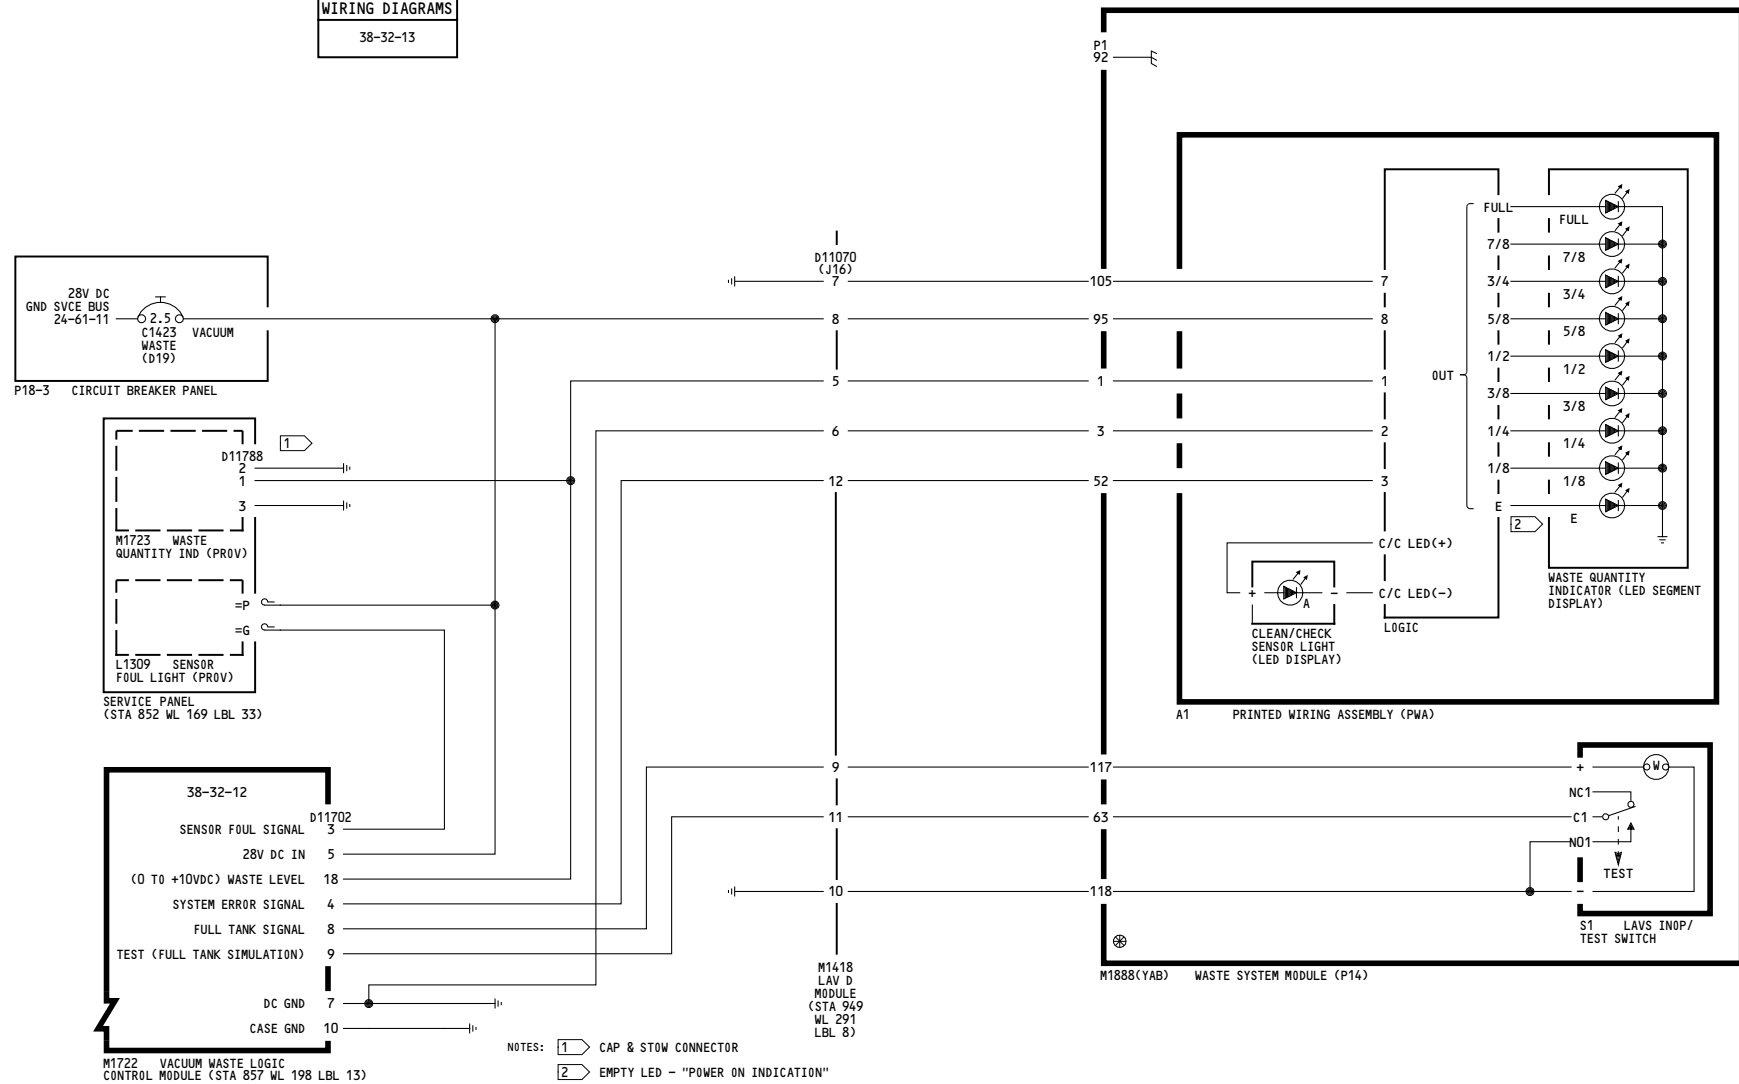 WIRING DIAGRAMS
38-32-13
P1
92
28V DC
GND SVCE BUS
24-61-11
2.5
C1423
WASTE
(D19)
VACUUM
P18-3 CIRCUIT BREAKER PANEL
1
D11788
2
1
3
M1723 WASTE
QUANTITY IND (PROV)
=P
=G
L1309 SENSOR
FOUL LIGHT (PROV)
SERVICE PANEL
(STA 852 WL 169 LBL 33)
38-32-12
D11702
SENSOR FOUL SIGNAL 3
28V DC IN 5
(0 TO +10VDC) WASTE LEVEL 18
SYSTEM ERROR SIGNAL 4
FULL TANK SIGNAL 8
TEST (FULL TANK SIMULATION) 9
DC GND 7
CASE GND 10
M1722 VACUUM WASTE LOGIC
CONTROL MODULE (STA 857 WL 198 LBL 13)
D11070
(J16)
7
8
5
6
12
9
11
10
M1418
LAV D
MODULE
(STA 949
WL 291
LBL 8)
105
95
1
3
52
117
63
118
7
8
1
2
3
C/C LED(+)
C/C LED(-)
LOGIC
OUT
FULL
7/8
3/4
5/8
1/2
3/8
1/4
1/8
E
2
FULL
7/8
3/4
5/8
1/2
3/8
1/4
1/8
E
WASTE QUANTITY
INDICATOR (LED SEGMENT
DISPLAY)
+ A -
CLEAN/CHECK
SENSOR LIGHT
(LED DISPLAY)
A1 PRINTED WIRING ASSEMBLY (PWA)
+ W
NC1
C1
NO1
TEST
-
S1 LAVS INOP/
TEST SWITCH
M1888(YAB) WASTE SYSTEM MODULE (P14)
NOTES: 1 CAP & STOW CONNECTOR
2 EMPTY LED - "POWER ON INDICATION"